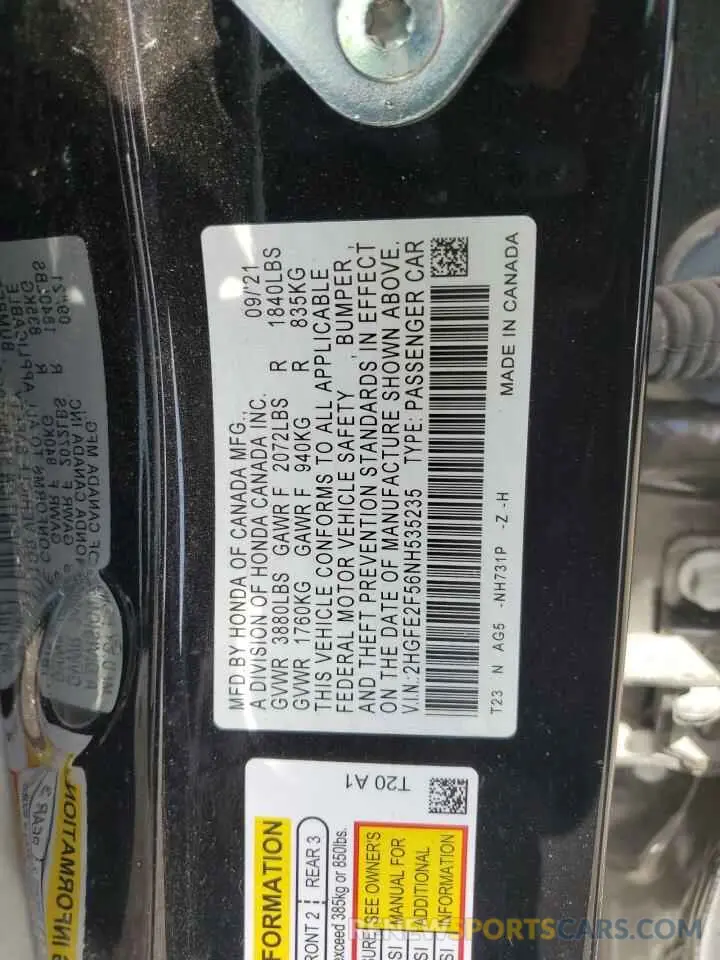 MFD BY HONDA OF CANADA MFG.,
A DIVISION OF HONDA CANADA INC. 09/21
GVWR 3880LBS GAWR F 2072LBS R 1840LBS
GVWR 1760KG GAWR F 940KG R 835KG
THIS VEHICLE CONFORMS TO ALL APPLICABLE
FEDERAL MOTOR VEHICLE SAFETY , BUMPER ,
AND THEFT PREVENTION STANDARDS IN EFFECT
ON THE DATE OF MANUFACTURE SHOWN ABOVE.
V.I.N.:2HGFE2F56NH535235 TYPE: PASSENGER CAR
T23 N AG5 -NH731P -Z -H
MADE IN CANADA
T20 A1
FORMATION
FRONT 2 REAR 3
exceed 385kg or 850lbs.
SEE OWNER'S
MANUAL FOR
ADDITIONAL
INFORMATION
RENEWSPORTSCARS.COM